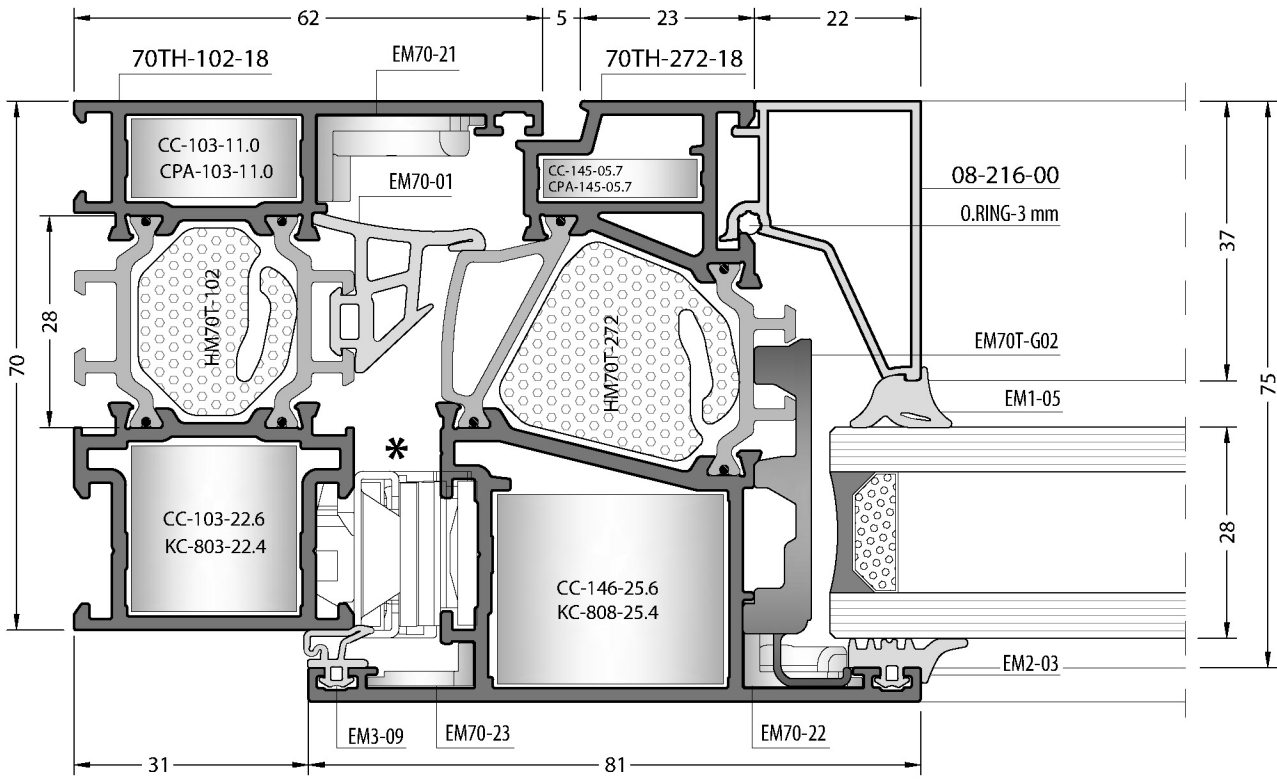 62
5
23
22
70TH-102-18
EM70-21
70TH-272-18
CC-103-11.0
CPA-103-11.0
CC-145-05.7
CPA-145-05.7
EM70-01
08-216-00
O.RING-3 mm
37
28
HM70T-102
HM70T-272
70
EM70T-G02
75
EM1-05
*
CC-103-22.6
KC-803-22.4
28
CC-146-25.6
KC-808-25.4
EM2-03
EM3-09
EM70-23
EM70-22
31
81